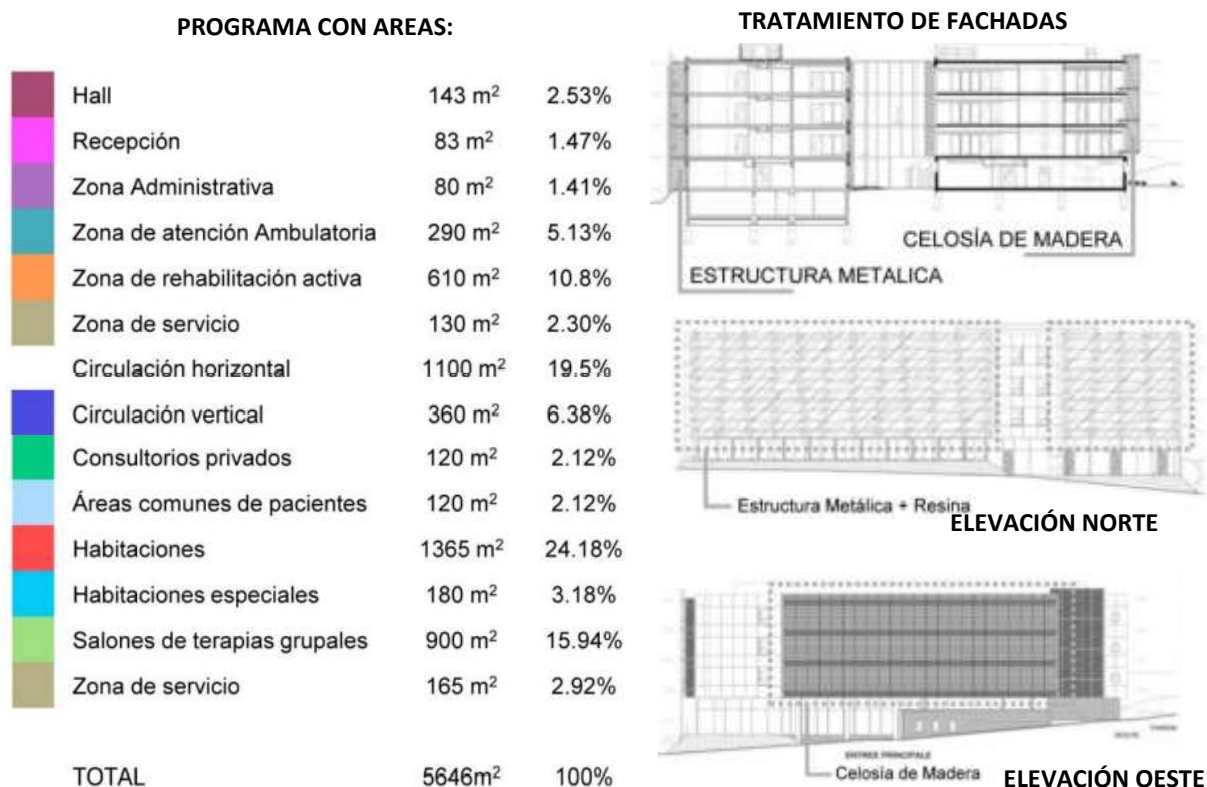 PROGRAMA CON AREAS:
Hall 143 m² 2.53%
Recepción 83 m² 1.47%
Zona Administrativa 80 m² 1.41%
Zona de atención Ambulatoria 290 m² 5.13%
Zona de rehabilitación activa 610 m² 10.8%
Zona de servicio 130 m² 2.30%
Circulación horizontal 1100 m² 19.5%
Circulación vertical 360 m² 6.38%
Consultorios privados 120 m² 2.12%
Áreas comunes de pacientes 120 m² 2.12%
Habitaciones 1365 m² 24.18%
Habitaciones especiales 180 m² 3.18%
Salones de terapias grupales 900 m² 15.94%
Zona de servicio 165 m² 2.92%
TOTAL 5646m² 100%
TRATAMIENTO DE FACHADAS
CELOSÍA DE MADERA
ESTRUCTURA METALICA
Estructura Metálica + Resina
ELEVACIÓN NORTE
ENTREE PRINCIPALE
Celosía de Madera
ELEVACIÓN OESTE